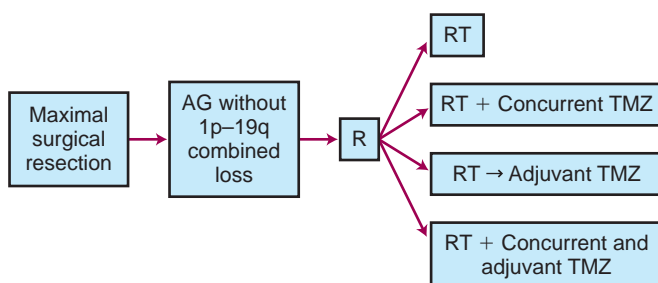 Maximal
surgical
resection
AG without
1p–19q
combined
loss
R
RT
RT + Concurrent TMZ
RT → Adjuvant TMZ
RT + Concurrent and
adjuvant TMZ